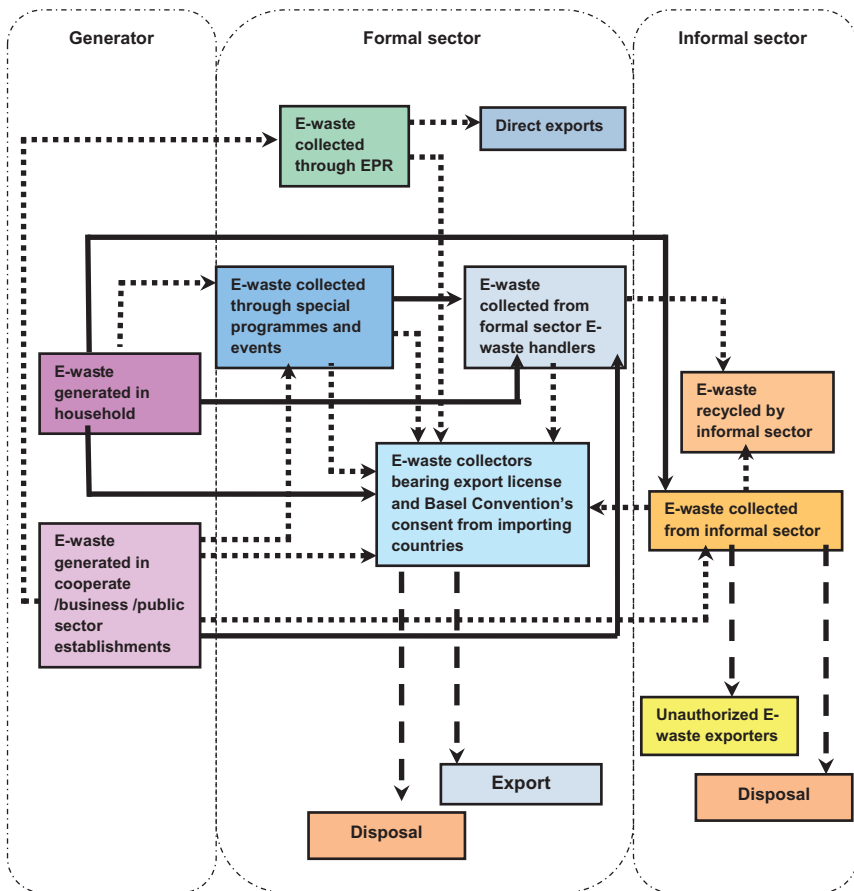 Generator
Formal sector
Informal sector
E-waste
collected
through EPR
Direct exports
E-waste collected
through special
programmes and
events
E-waste
collected from
formal sector E-
waste handlers
E-waste
generated in
household
E-waste
recycled by
informal sector
E-waste collectors
bearing export license
and Basel Convention's
consent from importing
countries
E-waste collected
from informal sector
E-waste
generated in
cooperate
/business /public
sector
establishments
Unauthorized E-
waste exporters
Export
Disposal
Disposal